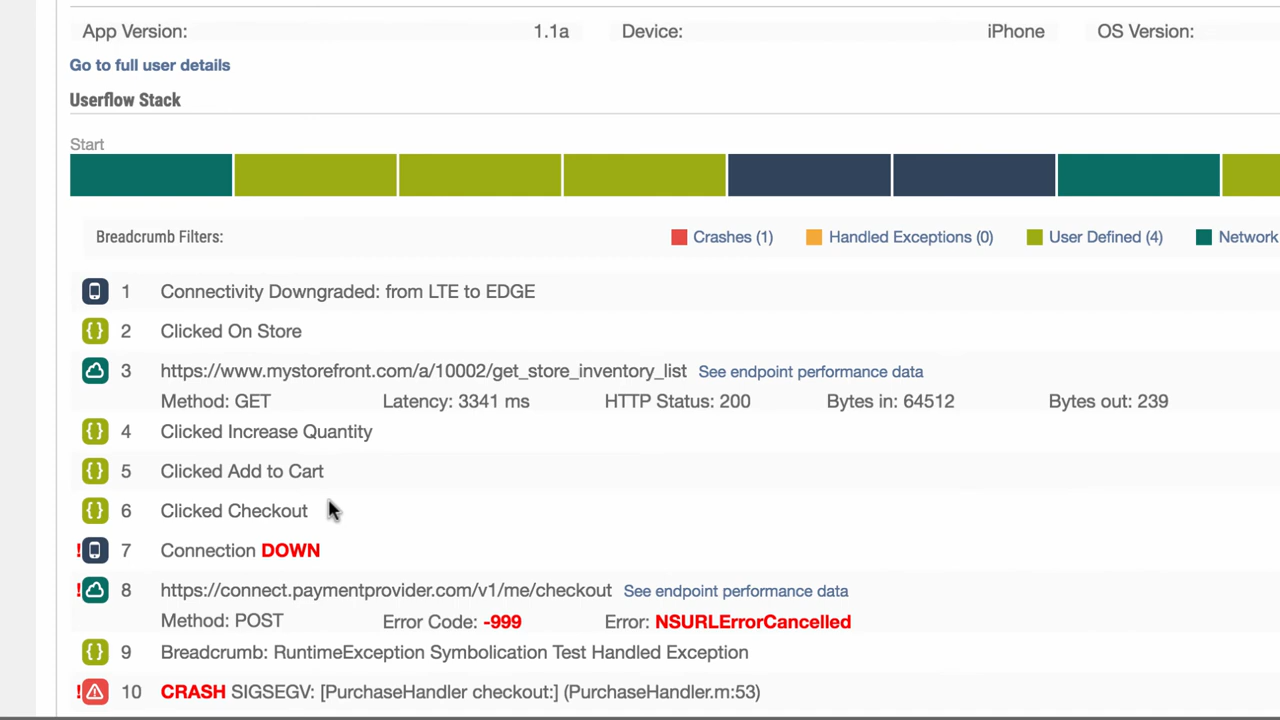 App Version: 1.1a Device: iPhone OS Version:
Go to full user details
Userflow Stack
Start
Breadcrumb Filters: Crashes (1) Handled Exceptions (0) User Defined (4) Network
1 Connectivity Downgraded: from LTE to EDGE
2 Clicked On Store
3 https://www.mystorefront.com/a/10002/get_store_inventory_list See endpoint performance data
Method: GET Latency: 3341 ms HTTP Status: 200 Bytes in: 64512 Bytes out: 239
4 Clicked Increase Quantity
5 Clicked Add to Cart
6 Clicked Checkout
! 7 Connection DOWN
! 8 https://connect.paymentprovider.com/v1/me/checkout See endpoint performance data
Method: POST Error Code: -999 Error: NSURLErrorCancelled
9 Breadcrumb: RuntimeException Symbolication Test Handled Exception
! 10 CRASH SIGSEGV: [PurchaseHandler checkout:] (PurchaseHandler.m:53)